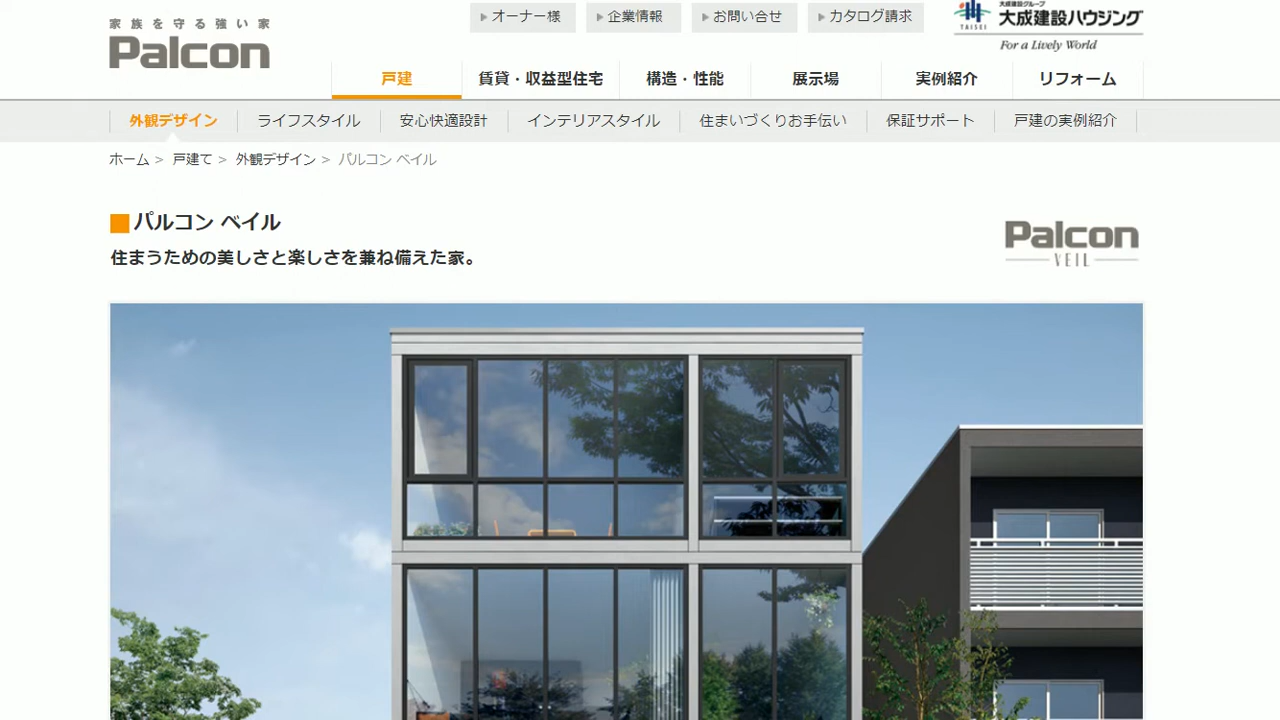 家族を守る強い家
Palcon
オーナー様
企業情報
お問い合せ
カタログ請求
大成建設グループ
大成建設ハウジング
TAISEI
For a Lively World
戸建
賃貸・収益型住宅
構造・性能
展示場
実例紹介
リフォーム
外観デザイン
ライフスタイル
安心快適設計
インテリアスタイル
住まいづくりお手伝い
保証サポート
戸建の実例紹介
ホーム > 戸建て > 外観デザイン > パルコン ベイル
パルコン ベイル
住まうための美しさと楽しさを兼ね備えた家。
Palcon
VEIL